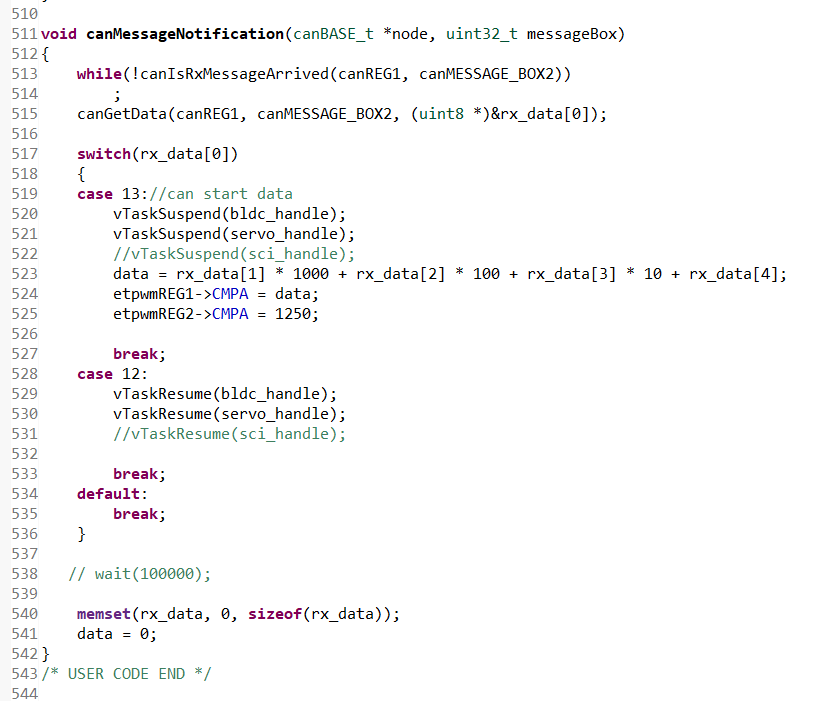 510
511 void canMessageNotification(canBASE_t *node, uint32_t messageBox)
512 {
513     while(!canIsRxMessageArrived(canREG1, canMESSAGE_BOX2))
514         ;
515     canGetData(canREG1, canMESSAGE_BOX2, (uint8 *)&rx_data[0]);
516
517     switch(rx_data[0])
518     {
519     case 13://can start data
520         vTaskSuspend(bldc_handle);
521         vTaskSuspend(servo_handle);
522         //vTaskSuspend(sci_handle);
523         data = rx_data[1] * 1000 + rx_data[2] * 100 + rx_data[3] * 10 + rx_data[4];
524         etpwmREG1->CMPA = data;
525         etpwmREG2->CMPA = 1250;
526
527         break;
528     case 12:
529         vTaskResume(bldc_handle);
530         vTaskResume(servo_handle);
531         //vTaskResume(sci_handle);
532
533         break;
534     default:
535         break;
536     }
537
538    // wait(100000);
539
540     memset(rx_data, 0, sizeof(rx_data));
541     data = 0;
542 }
543 /* USER CODE END */
544